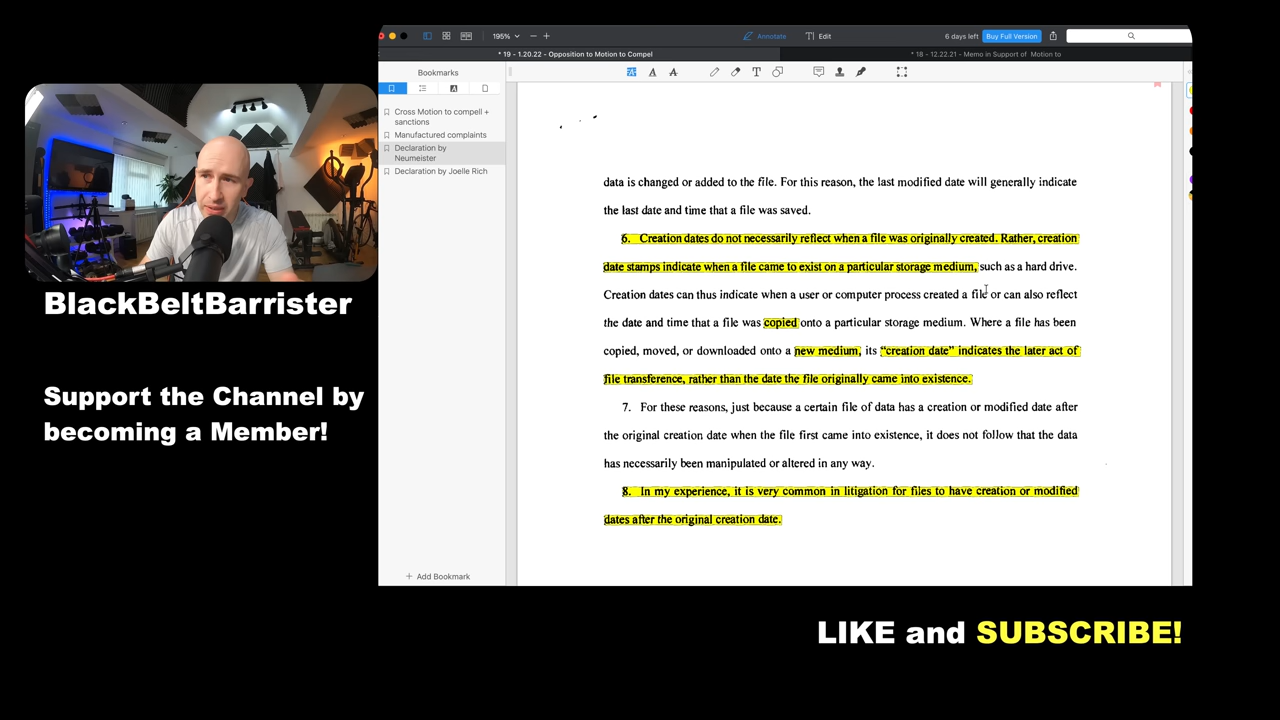 195%
Annotate
Edit
6 days left
Buy Full Version
* 19 - 1.20.22 - Opposition to Motion to Compel
* 18 - 12.22.21 - Memo in Support of Motion to
Bookmarks
Cross Motion to compell +
sanctions
Manufactured complaints
Declaration by
Neumeister
Declaration by Joelle Rich
+ Add Bookmark
data is changed or added to the file. For this reason, the last modified date will generally indicate
the last date and time that a file was saved.
6. Creation dates do not necessarily reflect when a file was originally created. Rather, creation
date stamps indicate when a file came to exist on a particular storage medium, such as a hard drive.
Creation dates can thus indicate when a user or computer process created a file or can also reflect
the date and time that a file was copied onto a particular storage medium. Where a file has been
copied, moved, or downloaded onto a new medium, its “creation date” indicates the later act of
file transference, rather than the date the file originally came into existence.
7. For these reasons, just because a certain file of data has a creation or modified date after
the original creation date when the file first came into existence, it does not follow that the data
has necessarily been manipulated or altered in any way.
8. In my experience, it is very common in litigation for files to have creation or modified
dates after the original creation date.
BlackBeltBarrister
Support the Channel by
becoming a Member!
LIKE and SUBSCRIBE!